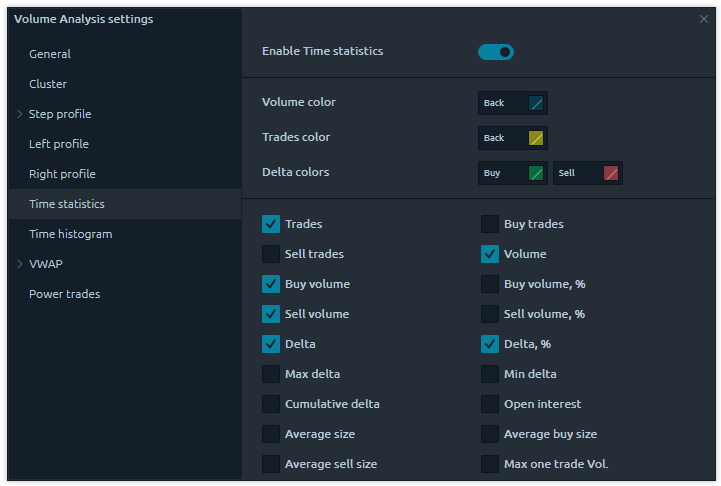 Volume Analysis settings
General
Cluster
Step profile
Left profile
Right profile
Time statistics
Time histogram
VWAP
Power trades
Enable Time statistics
Volume color Back
Trades color Back
Delta colors Buy Sell
Trades Buy trades
Sell trades Volume
Buy volume Buy volume, %
Sell volume Sell volume, %
Delta Delta, %
Max delta Min delta
Cumulative delta Open interest
Average size Average buy size
Average sell size Max one trade Vol.